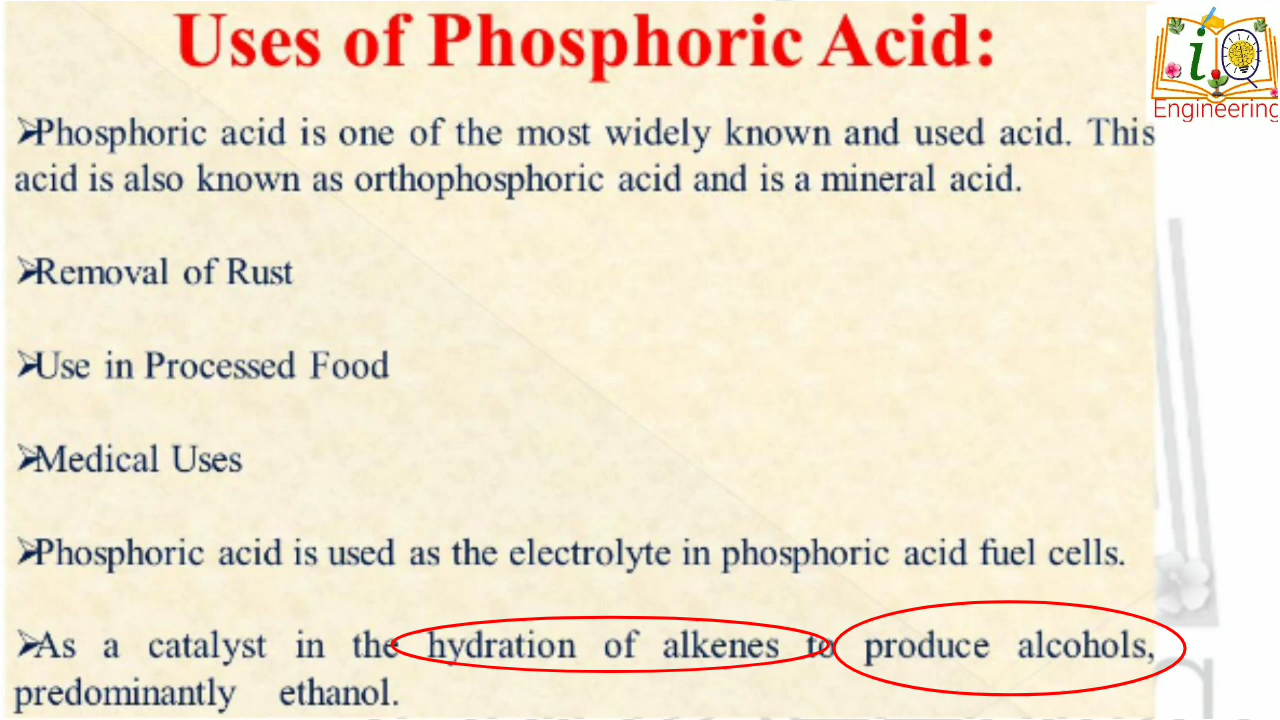 Uses of Phosphoric Acid:
i
Engineering
➢Phosphoric acid is one of the most widely known and used acid. This
acid is also known as orthophosphoric acid and is a mineral acid.
➢Removal of Rust
➢Use in Processed Food
➢Medical Uses
➢Phosphoric acid is used as the electrolyte in phosphoric acid fuel cells.
➢As a catalyst in the hydration of alkenes to produce alcohols,
predominantly ethanol.